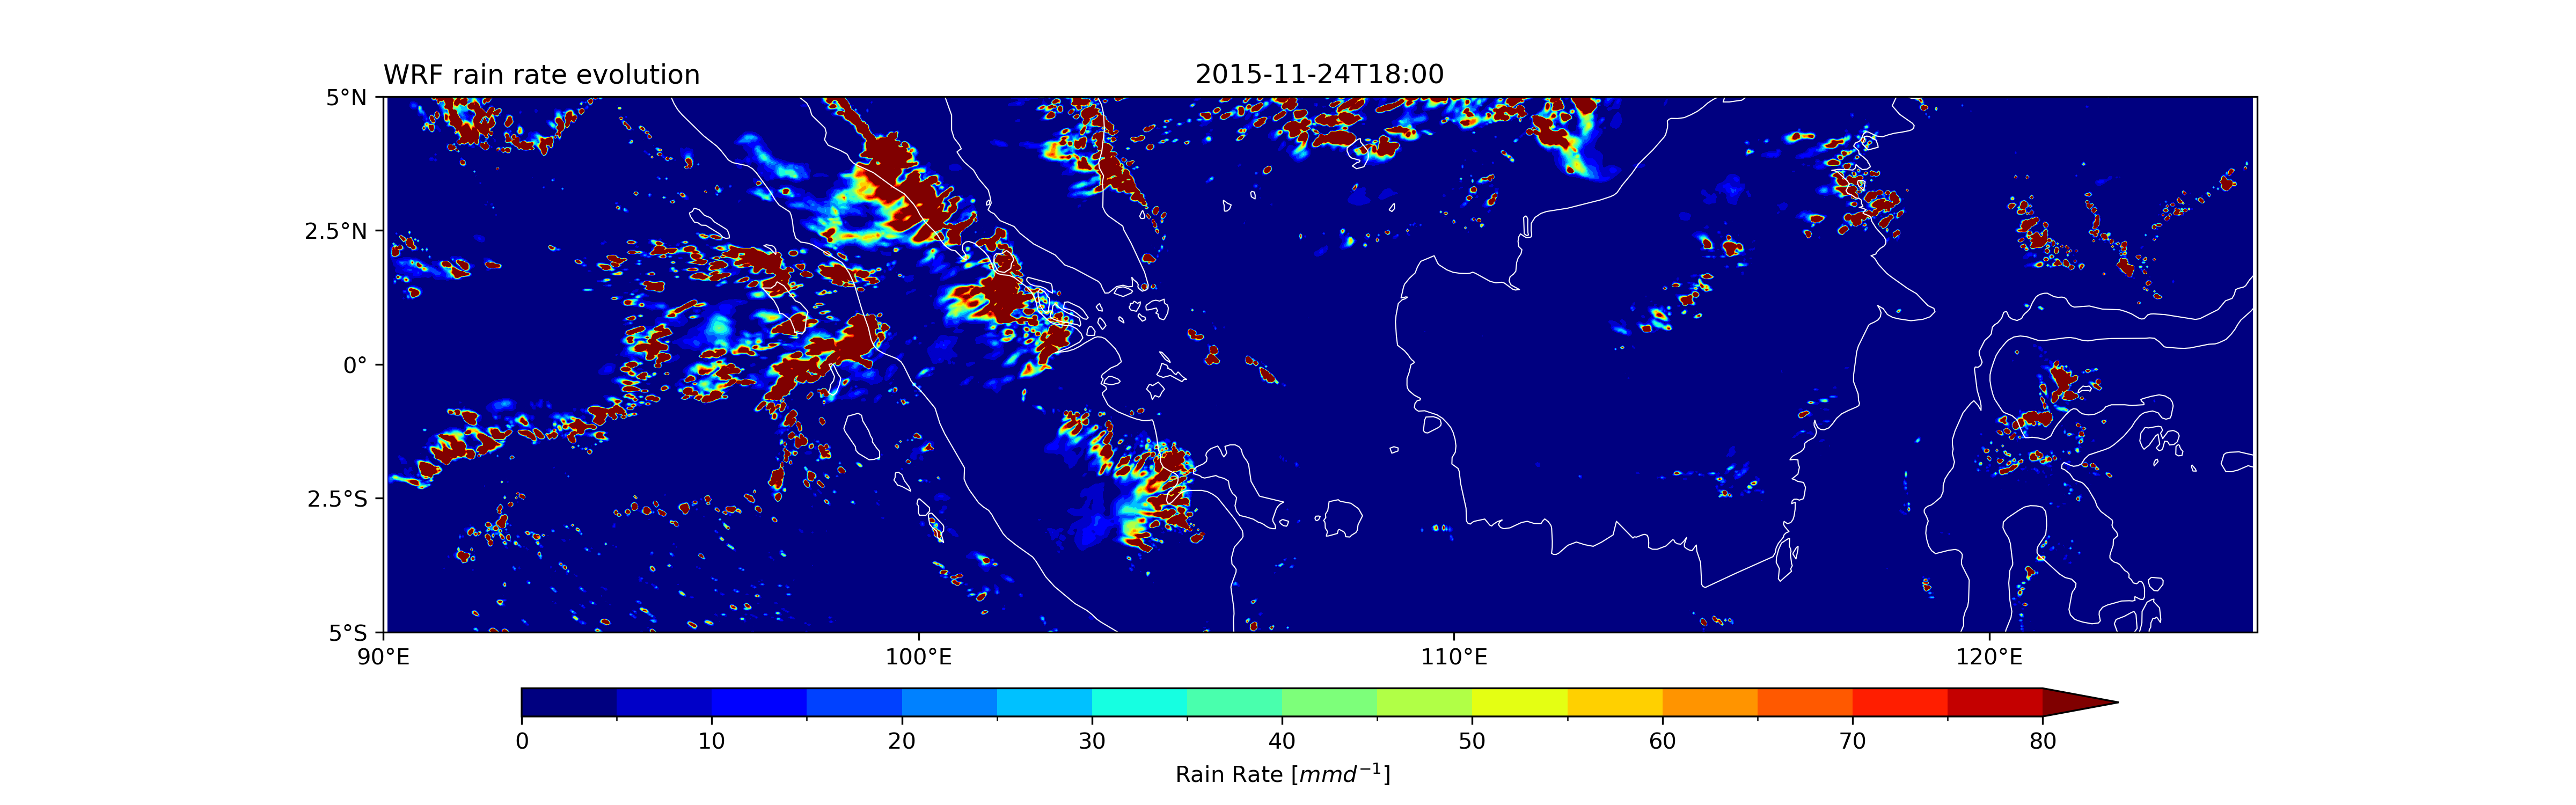 WRF rain rate evolution
2015-11-24T18:00
5°N
2.5°N
0°
2.5°S
5°S
90°E 100°E 110°E 120°E
0 10 20 30 40 50 60 70 80
Rain Rate [mmd⁻¹]